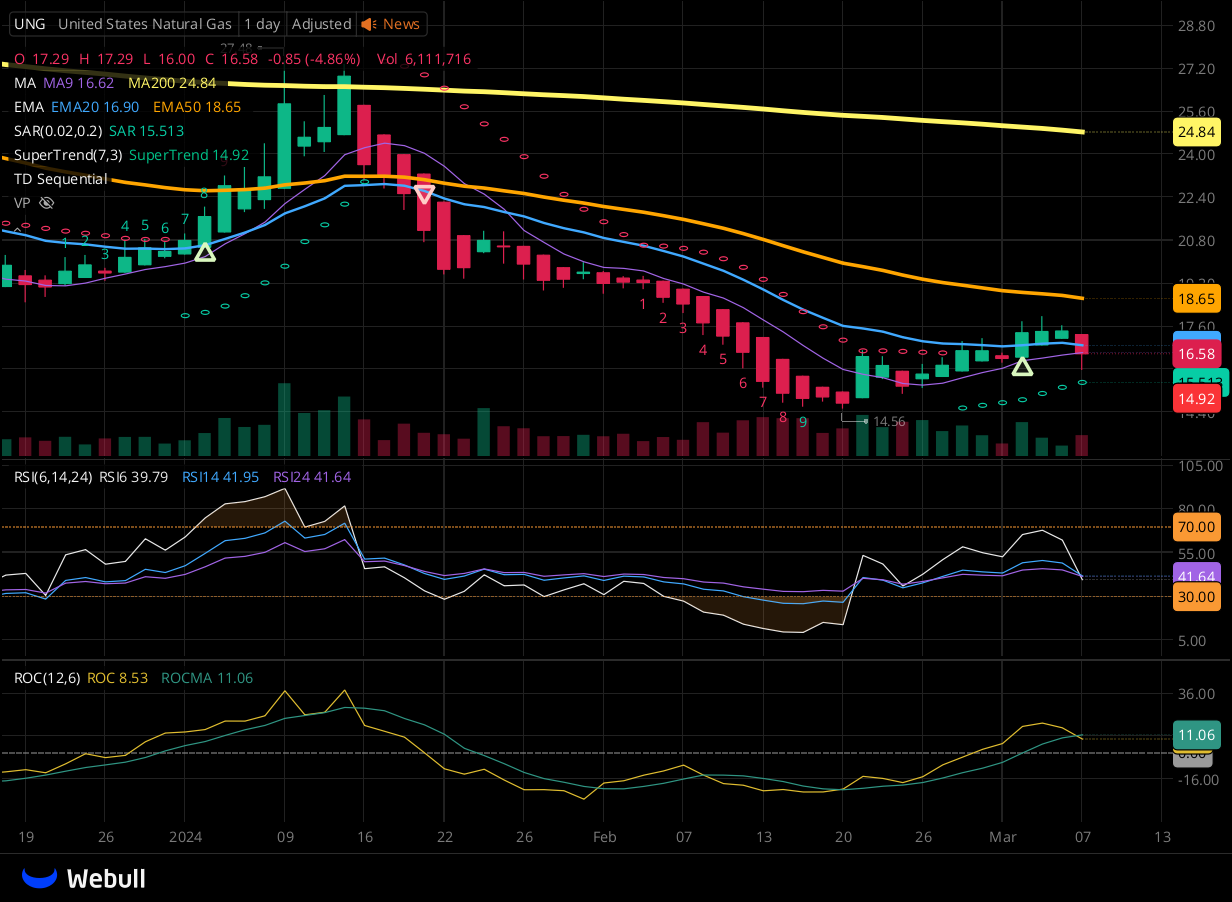 UNG United States Natural Gas 1 day Adjusted News
28.80
27.48
O 17.29 H 17.29 L 16.00 C 16.58 -0.85 (-4.86%) Vol 6,111,716
27.20
MA MA9 16.62 MA200 24.84
EMA EMA20 16.90 EMA50 18.65
25.60
SAR(0.02,0.2) SAR 15.513
24.84
SuperTrend(7,3) SuperTrend 14.92
24.00
TD Sequential
8
22.40
VP
4 5 6 7
1 2 3
20.80
18.65
1 2 3 4 5 6 7 8 9
17.60
16.58
15.513
14.92
14.56
14.40
RSI(6,14,24) RSI6 39.79 RSI14 41.95 RSI24 41.64
105.00
80.00
70.00
55.00
41.64
30.00
5.00
ROC(12,6) ROC 8.53 ROCMA 11.06
36.00
11.06
0.00
-16.00
19 26 2024 09 16 22 26 Feb 07 13 20 26 Mar 07 13
Webull